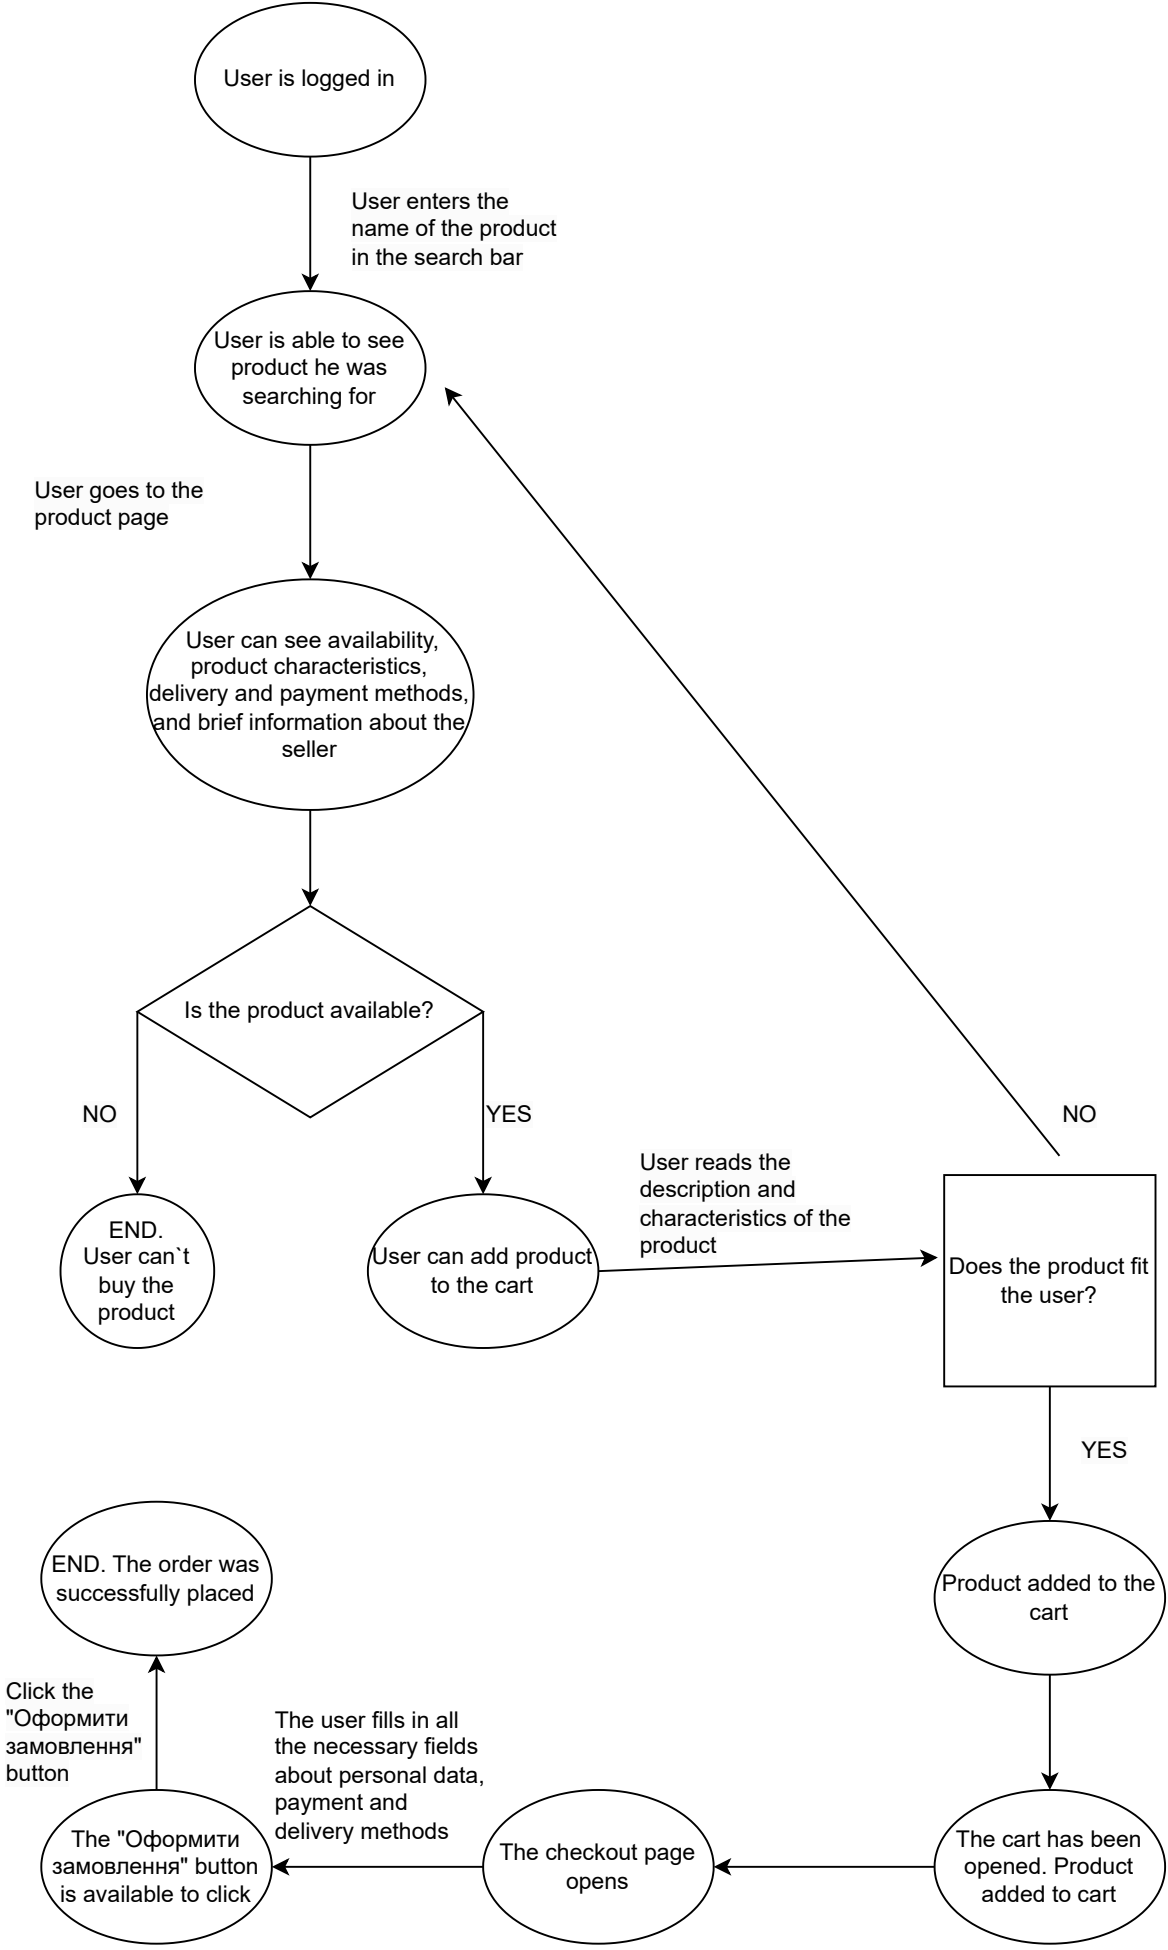 User is logged in
User enters the
name of the product
in the search bar
User is able to see
product he was
searching for
User goes to the
product page
User can see availability,
product characteristics,
delivery and payment methods,
and brief information about the
seller
Is the product available?
NO
YES
END.
User can`t
buy the
product
User can add product
to the cart
User reads the
description and
characteristics of the
product
NO
Does the product fit
the user?
YES
Product added to the
cart
The cart has been
opened. Product
added to cart
The checkout page
opens
The user fills in all
the necessary fields
about personal data,
payment and
delivery methods
The "Оформити
замовлення" button
is available to click
Click the
"Оформити
замовлення"
button
END. The order was
successfully placed